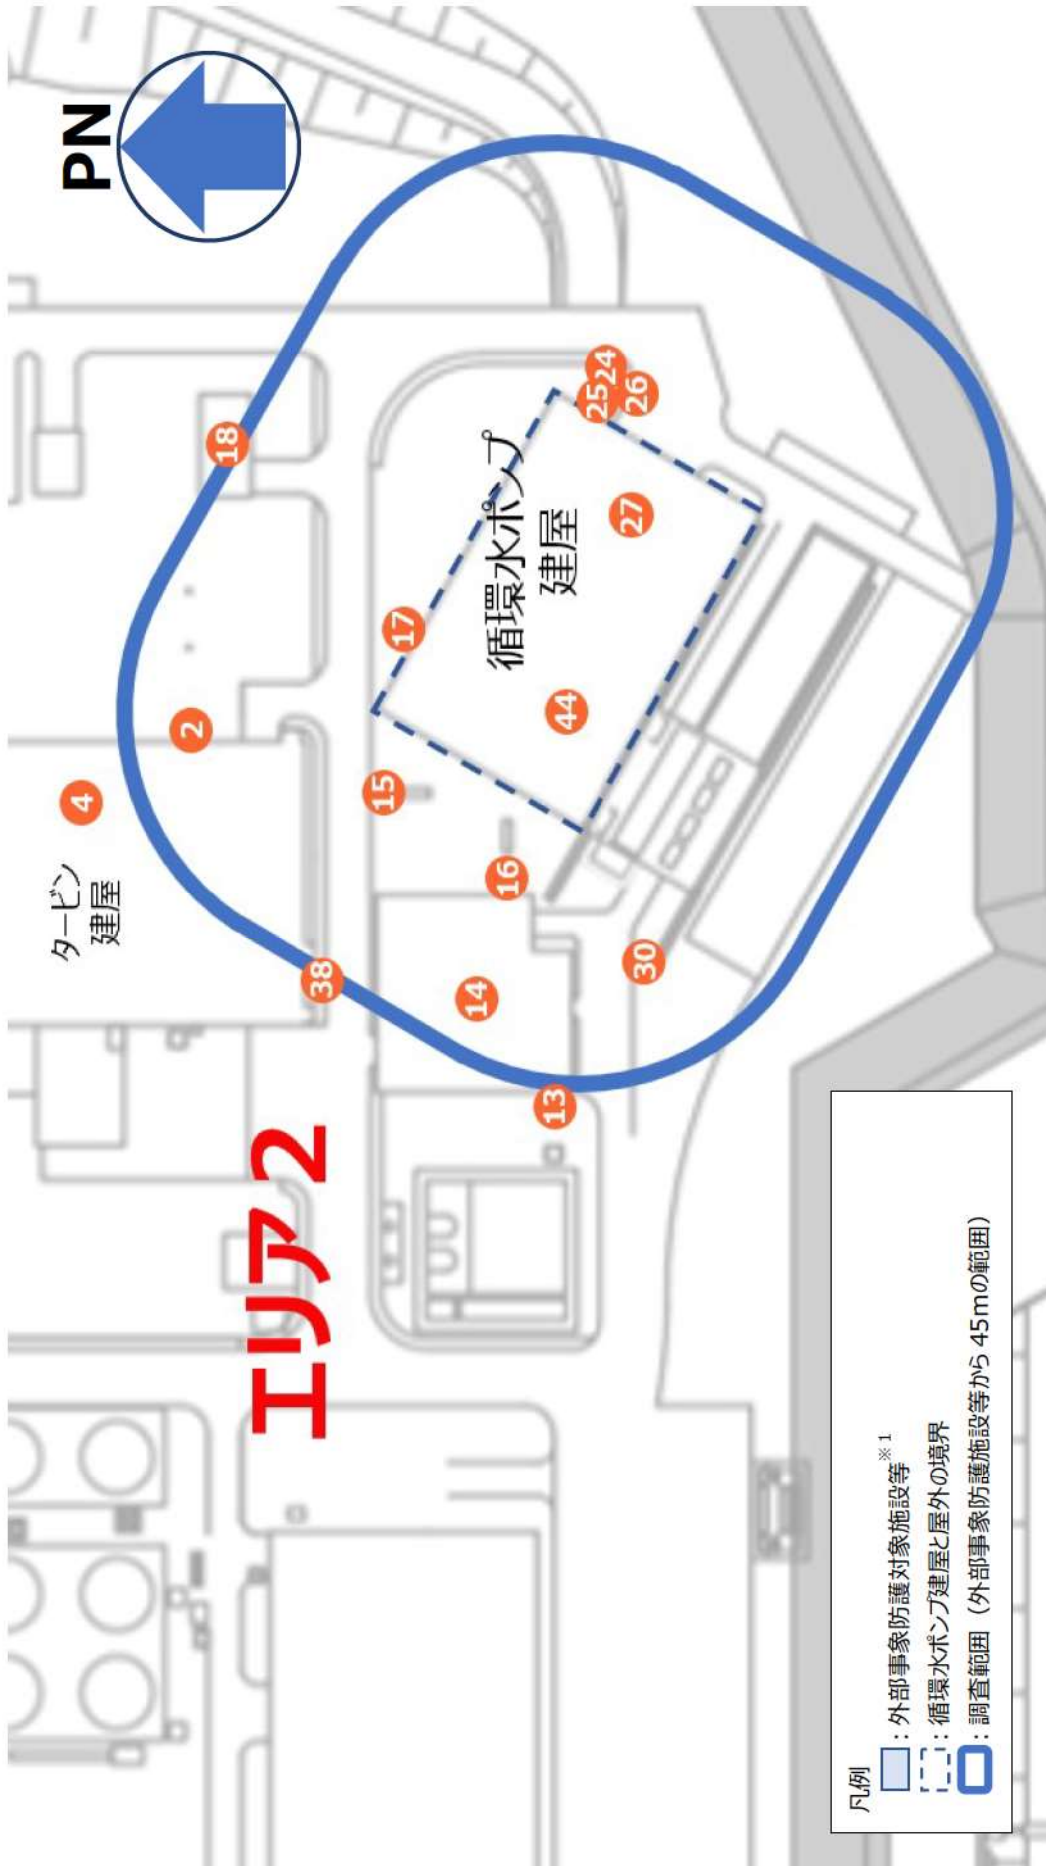 PN
エリア 2
タービン
建屋
循環水ポンプ
建屋
4
2
18
38
15
17
16
14
13
44
27
25
24
26
30
凡例
：外部事象防護対象施設等※1
：循環水ポンプ建屋と屋外の境界
：調査範囲（外部事象防護施設等から 45mの範囲）